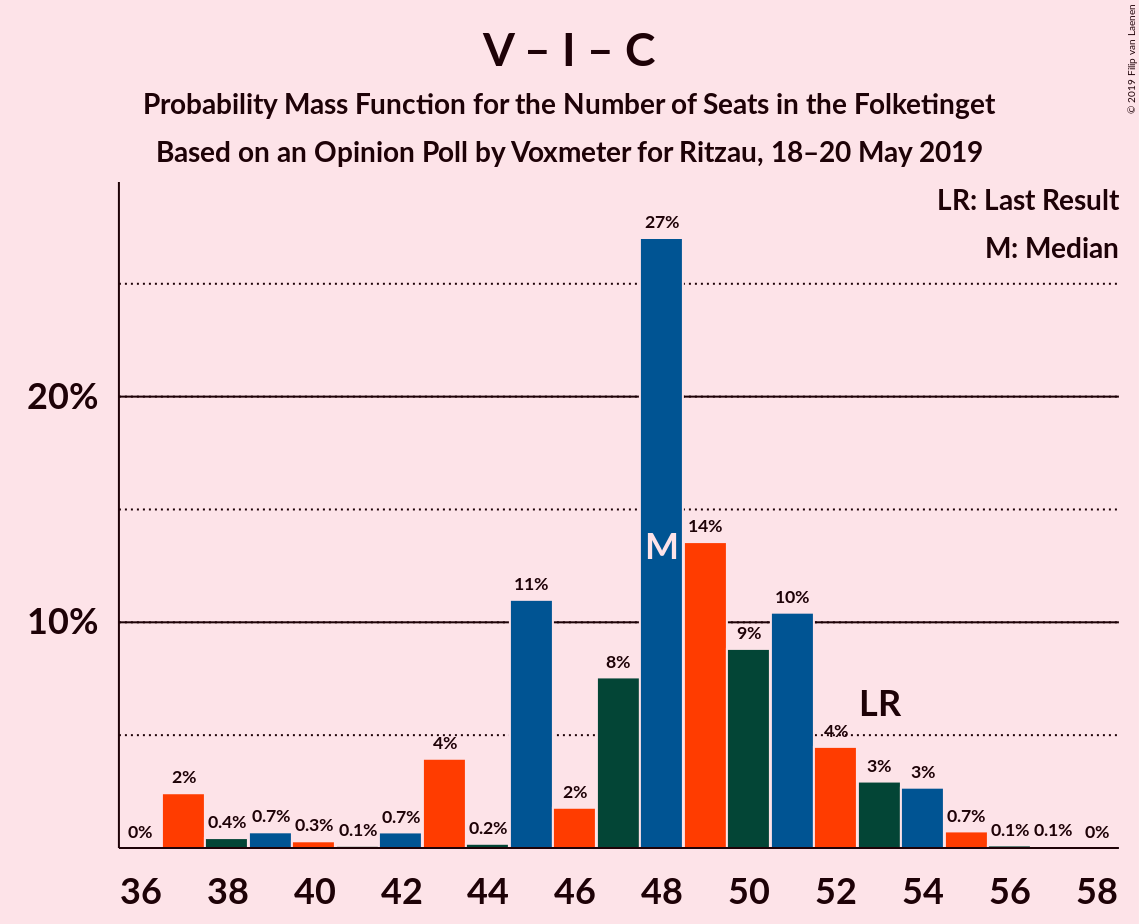 V – I – C
Probability Mass Function for the Number of Seats in the Folketinget
Based on an Opinion Poll by Voxmeter for Ritzau, 18–20 May 2019
© 2019 Filip van Laenen
LR: Last Result
M: Median
20%
10%
0%
2%
0.4%
0.7%
0.3%
0.1%
0.7%
4%
0.2%
11%
2%
8%
27%
M
14%
9%
10%
4%
LR
3%
3%
0.7%
0.1%
0.1%
0%
36 38 40 42 44 46 48 50 52 54 56 58